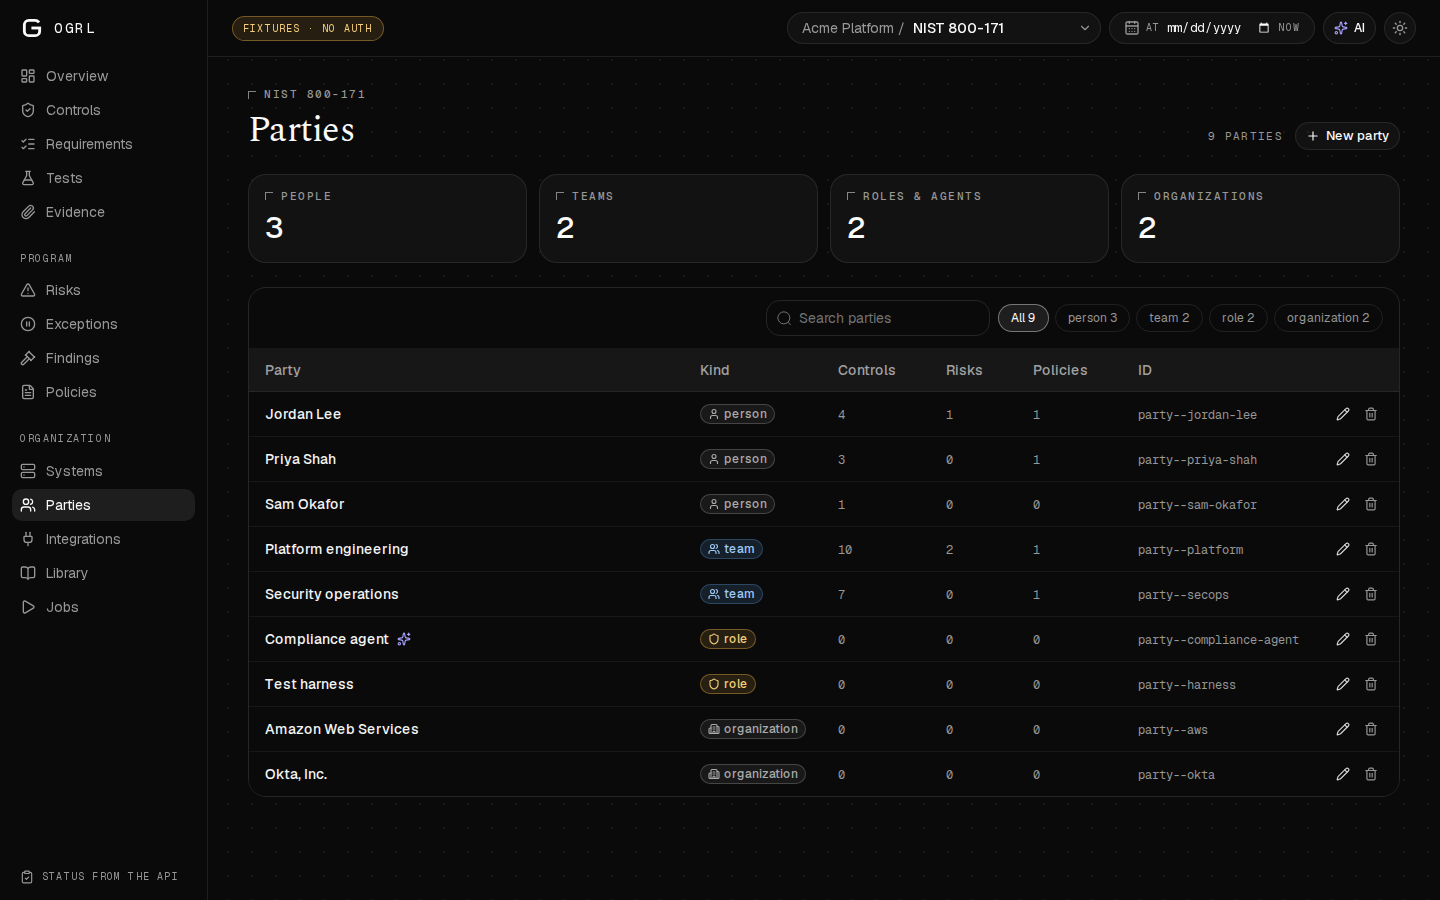 OGRL
FIXTURES · NO AUTH
Acme Platform / NIST 800-171
AT mm/dd/yyyy NOW
AI
Overview
Controls
Requirements
Tests
Evidence
PROGRAM
Risks
Exceptions
Findings
Policies
ORGANIZATION
Systems
Parties
Integrations
Library
Jobs
STATUS FROM THE API
NIST 800-171
Parties
9 PARTIES
New party
PEOPLE
3
TEAMS
2
ROLES & AGENTS
2
ORGANIZATIONS
2
Search parties
All 9 person 3 team 2 role 2 organization 2
Party Kind Controls Risks Policies ID
Jordan Lee person 4 1 1 party--jordan-lee
Priya Shah person 3 0 1 party--priya-shah
Sam Okafor person 1 0 0 party--sam-okafor
Platform engineering team 10 2 1 party--platform
Security operations team 7 0 1 party--secops
Compliance agent role 0 0 0 party--compliance-agent
Test harness role 0 0 0 party--harness
Amazon Web Services organization 0 0 0 party--aws
Okta, Inc. organization 0 0 0 party--okta